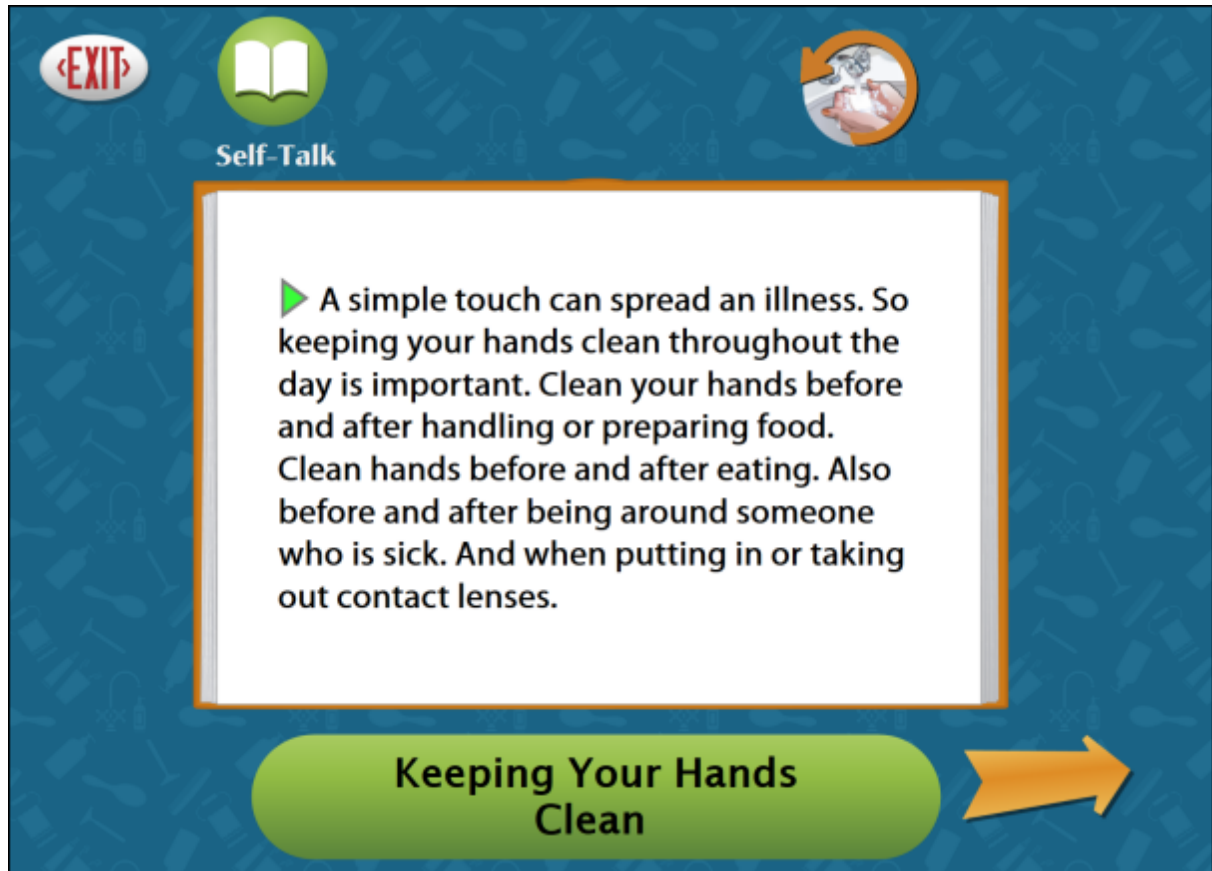 ‹EXIT›
Self-Talk
A simple touch can spread an illness. So
keeping your hands clean throughout the
day is important. Clean your hands before
and after handling or preparing food.
Clean hands before and after eating. Also
before and after being around someone
who is sick. And when putting in or taking
out contact lenses.
Keeping Your Hands
Clean